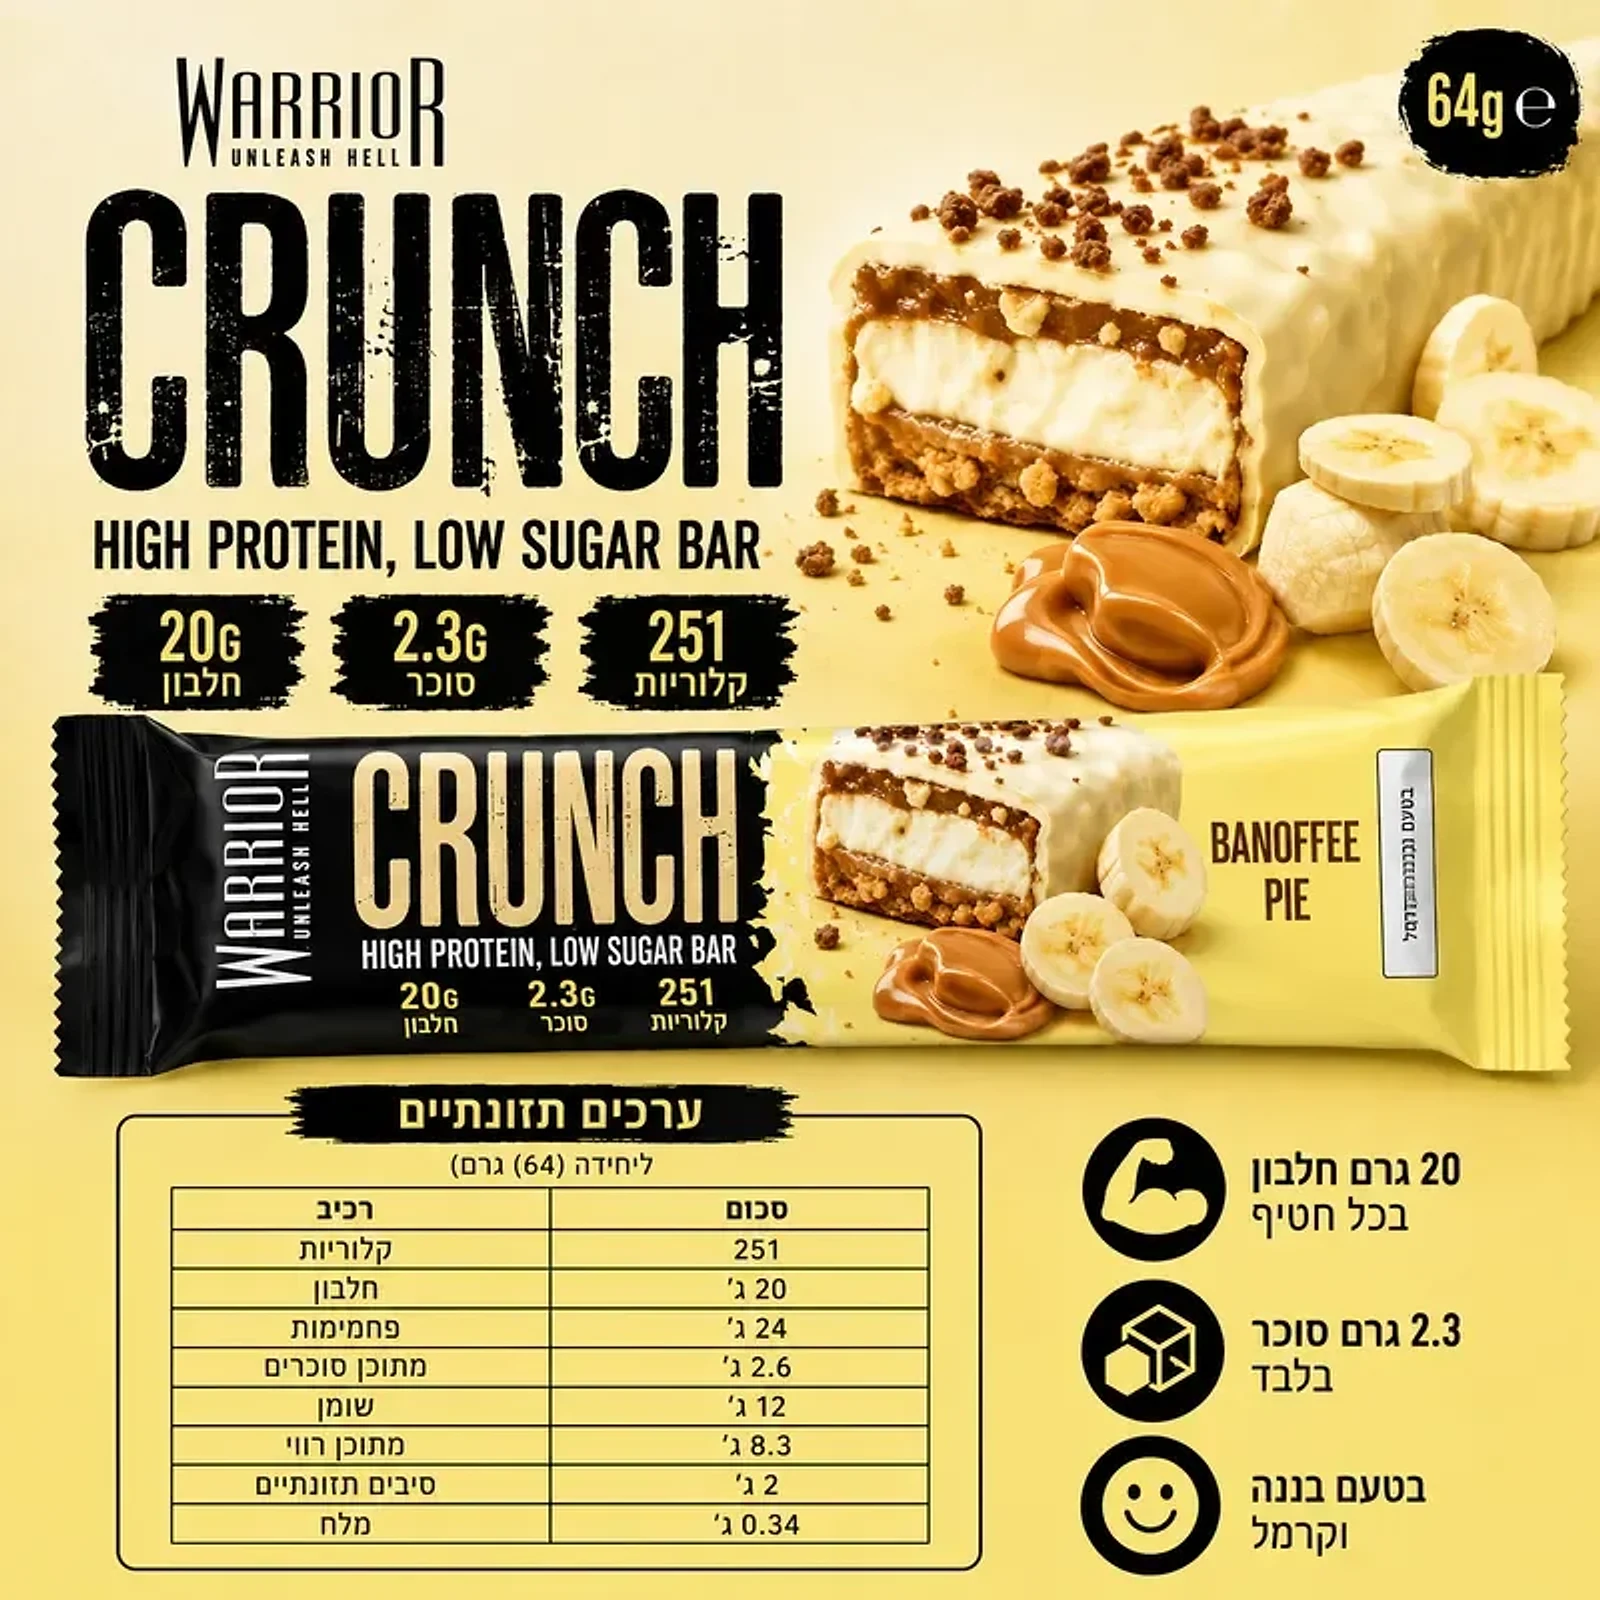 WARRIOR
UNLEASH HELL
64g e
CRUNCH
HIGH PROTEIN, LOW SUGAR BAR
20G
חלבון
2.3G
סוכר
251
קלוריות
WARRIOR
UNLEASH HELL
CRUNCH
HIGH PROTEIN, LOW SUGAR BAR
20G
חלבון
2.3G
סוכר
251
קלוריות
BANOFFEE
PIE
בטעם
ערכים תזונתיים
ליחידה (64) גרם)
רכיב סכום
קלוריות 251
חלבון 20 ג'
פחמימות 24 ג'
מתוכן סוכרים 2.6 ג'
שומן 12 ג'
מתוכן רווי 8.3 ג'
סיבים תזונתיים 2 ג'
מלח 0.34 ג'
20 גרם חלבון
בכל חטיף
2.3 גרם סוכר
בלבד
בטעם בננה
וקרמל